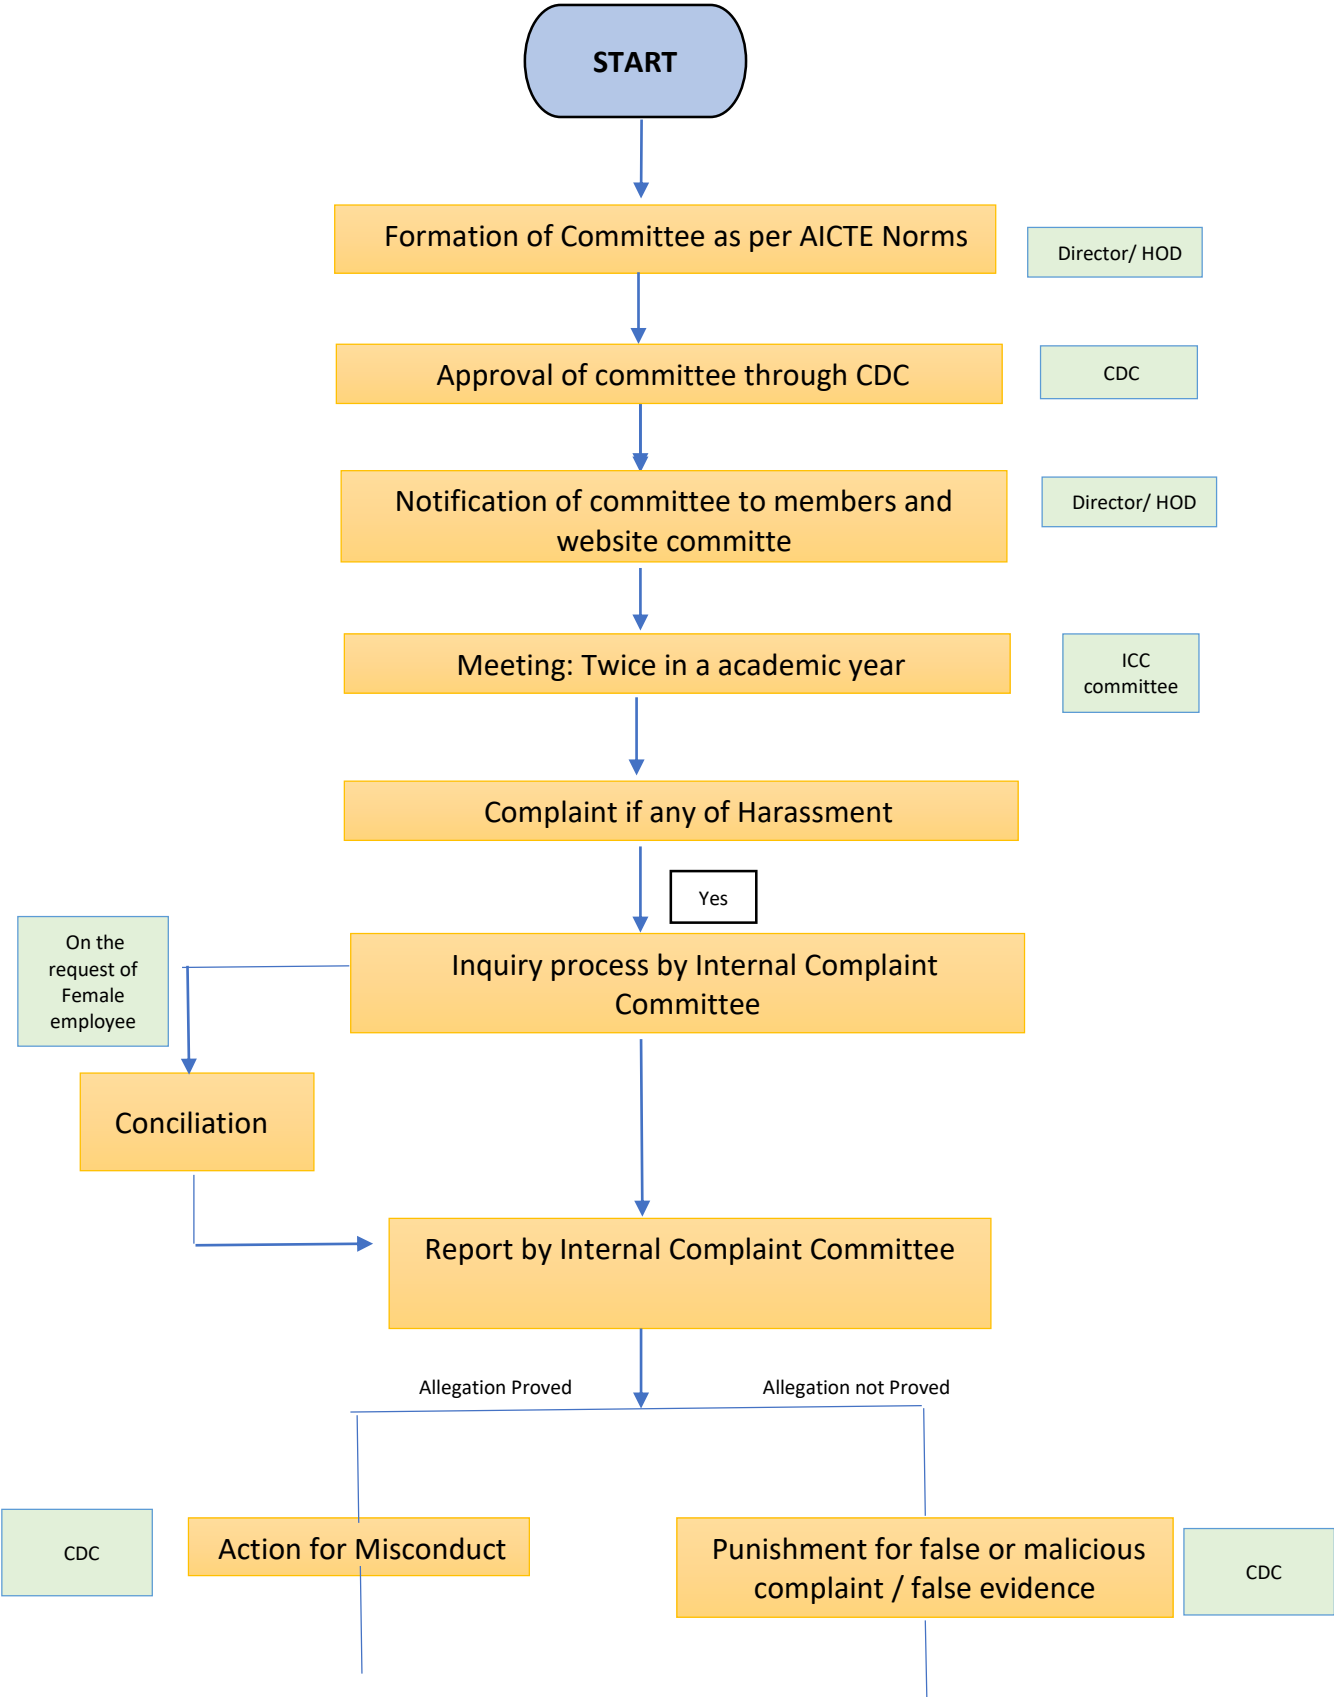 START
Formation of Committee as per AICTE Norms
Director/ HOD
Approval of committee through CDC
CDC
Notification of committee to members and
website committe
Director/ HOD
Meeting: Twice in a academic year
ICC
committee
Complaint if any of Harassment
Yes
On the
request of
Female
employee
Inquiry process by Internal Complaint
Committee
Conciliation
Report by Internal Complaint Committee
Allegation Proved
Allegation not Proved
CDC
Action for Misconduct
Punishment for false or malicious
complaint / false evidence
CDC